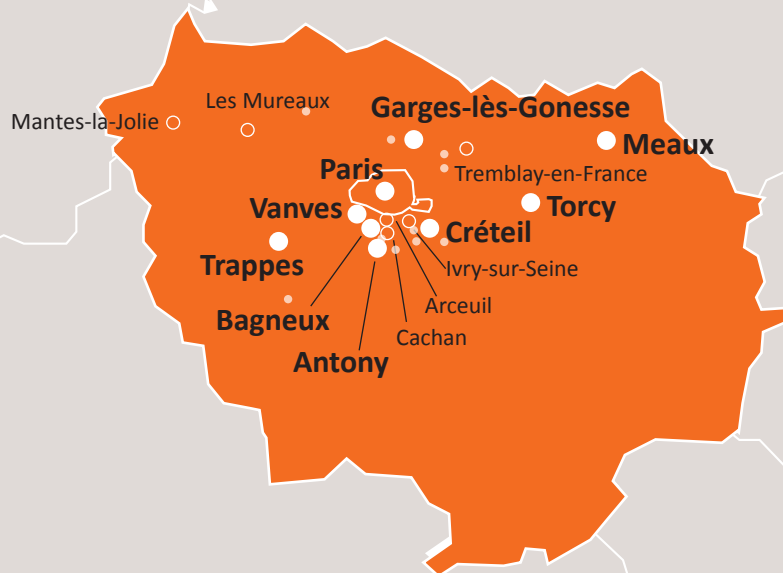 Les Mureaux
Garges-lès-Gonesse
Mantes-la-Jolie
Meaux
Paris
Tremblay-en-France
Vanves
Torcy
Créteil
Trappes
Ivry-sur-Seine
Arceuil
Bagneux
Cachan
Antony